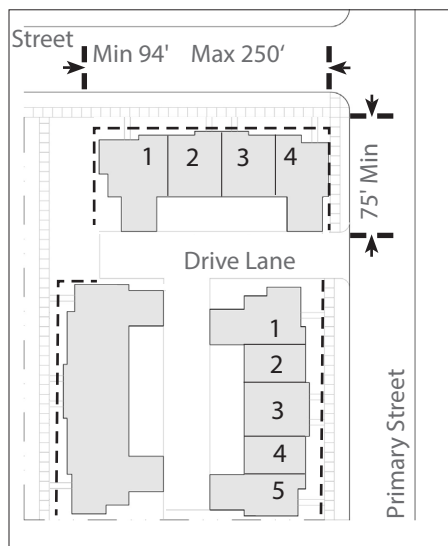 Street
Min 94' Max 250‘
75' Min
1 2 3 4
Drive Lane
1
2
3
4
5
Primary Street